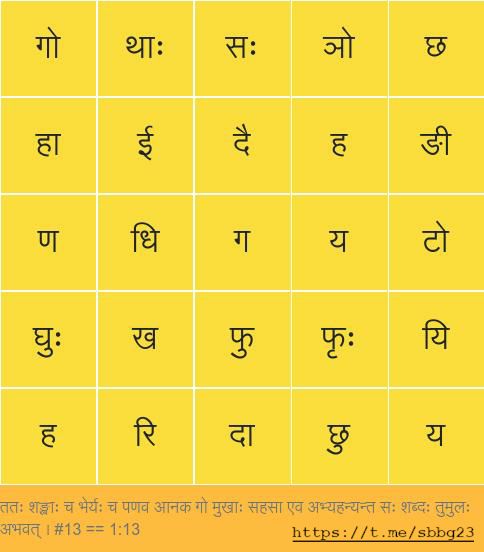 गो थाः सः ञो छ
हा ई दै ह ङी
ण धि ग य टो
घुः ख फु फृः यि
ह रि दा छु य
ततः शङ्खाः च भेर्यः च पणव आनक गो मुखाः सहसा एव अभ्यहन्यन्त सः शब्दः तुमुलः
अभवत् । #13 == 1:13
https://t.me/sbbg23